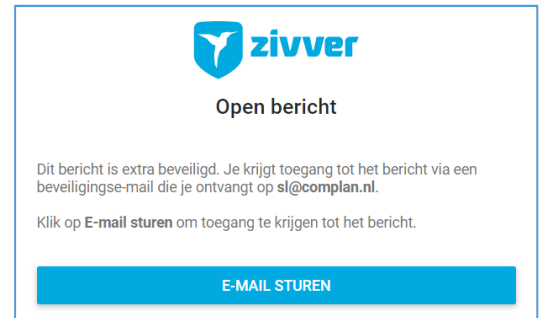 zivver
Open bericht
Dit bericht is extra beveiligd. Je krijgt toegang tot het bericht via een
beveiligingse-mail die je ontvangt op sl@complan.nl.
Klik op E-mail sturen om toegang te krijgen tot het bericht.
E-MAIL STUREN